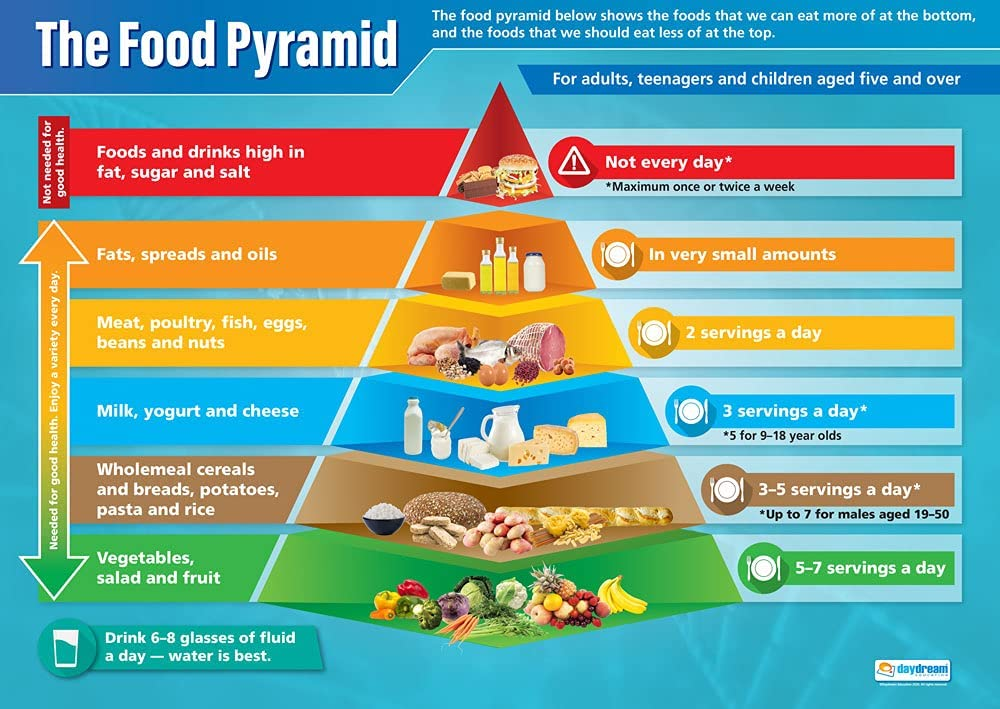 The Food Pyramid
The food pyramid below shows the foods that we can eat more of at the bottom,
and the foods that we should eat less of at the top.
For adults, teenagers and children aged five and over
Not needed for
good health.
Foods and drinks high in
fat, sugar and salt
Not every day*
*Maximum once or twice a week
Needed for good health. Enjoy a variety every day.
Fats, spreads and oils
In very small amounts
Meat, poultry, fish, eggs,
beans and nuts
2 servings a day
Milk, yogurt and cheese
3 servings a day*
*5 for 9–18 year olds
Wholemeal cereals
and breads, potatoes,
pasta and rice
3–5 servings a day*
*Up to 7 for males aged 19–50
Vegetables,
salad and fruit
5–7 servings a day
Drink 6–8 glasses of fluid
a day — water is best.
daydream
EDUCATION